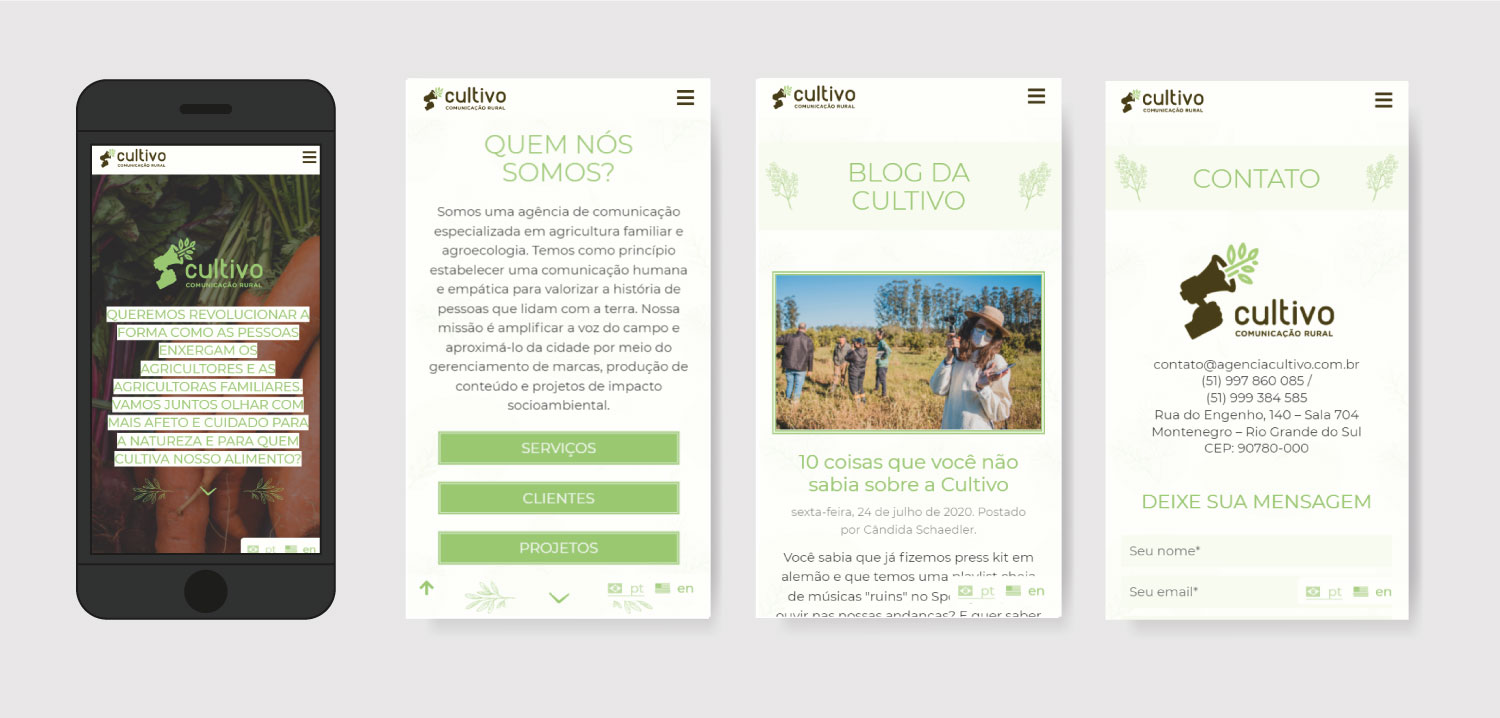 cultivo
COMUNICAÇÃO RURAL
cultivo
COMUNICAÇÃO RURAL
QUEREMOS REVOLUCIONAR A
FORMA COMO AS PESSOAS
ENXERGAM OS
AGRICULTORES E AS
AGRICULTORAS FAMILIARES.
VAMOS JUNTOS OLHAR COM
MAIS AFETO E CUIDADO PARA
A NATUREZA E PARA QUEM
CULTIVA NOSSO ALIMENTO?
pt en
cultivo
COMUNICAÇÃO RURAL
QUEM NÓS
SOMOS?
Somos uma agência de comunicação
especializada em agricultura familiar e
agroecologia. Temos como princípio
estabelecer uma comunicação humana
e empática para valorizar a história de
pessoas que lidam com a terra. Nossa
missão é amplificar a voz do campo e
aproximá-lo da cidade por meio do
gerenciamento de marcas, produção de
conteúdo e projetos de impacto
socioambiental.
SERVIÇOS
CLIENTES
PROJETOS
pt en
cultivo
COMUNICAÇÃO RURAL
BLOG DA
CULTIVO
10 coisas que você não
sabia sobre a Cultivo
sexta-feira, 24 de julho de 2020. Postado
por Cândida Schaedler.
Você sabia que já fizemos press kit em
alemão e que temos uma playlist cheia
de músicas "ruins" no Spo
pt en
ouvir nas nossas andanças? E quer saber
cultivo
COMUNICAÇÃO RURAL
CONTATO
cultivo
COMUNICAÇÃO RURAL
contato@agenciacultivo.com.br
(51) 997 860 085 /
(51) 999 384 585
Rua do Engenho, 140 – Sala 704
Montenegro – Rio Grande do Sul
CEP: 90780-000
DEIXE SUA MENSAGEM
Seu nome*
Seu email*
pt en